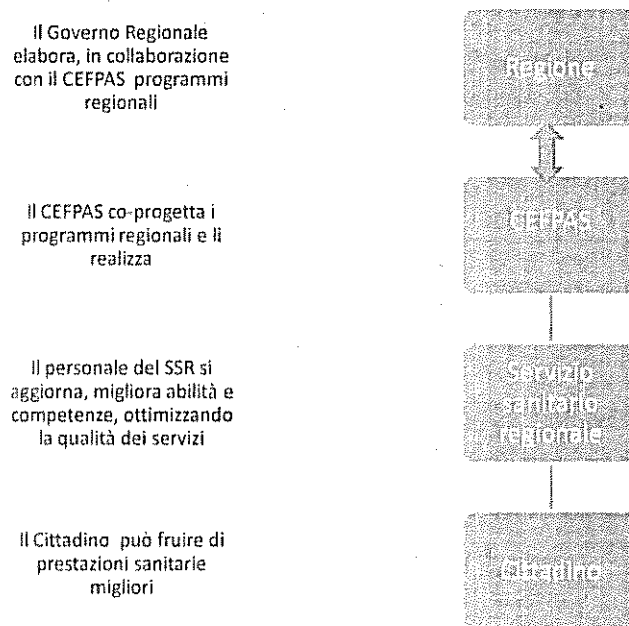 Il Governo Regionale
elabora, in collaborazione
con il CEFPAS programmi
regionali
Regione
Il CEFPAS co-progetta i
programmi regionali e li
realizza
CEFPAS
Il personale del SSR si
aggiorna, migliora abilità e
competenze, ottimizzando
la qualità dei servizi
Servizio
sanitario
regionale
Il Cittadino può fruire di
prestazioni sanitarie
migliori
Cittadino